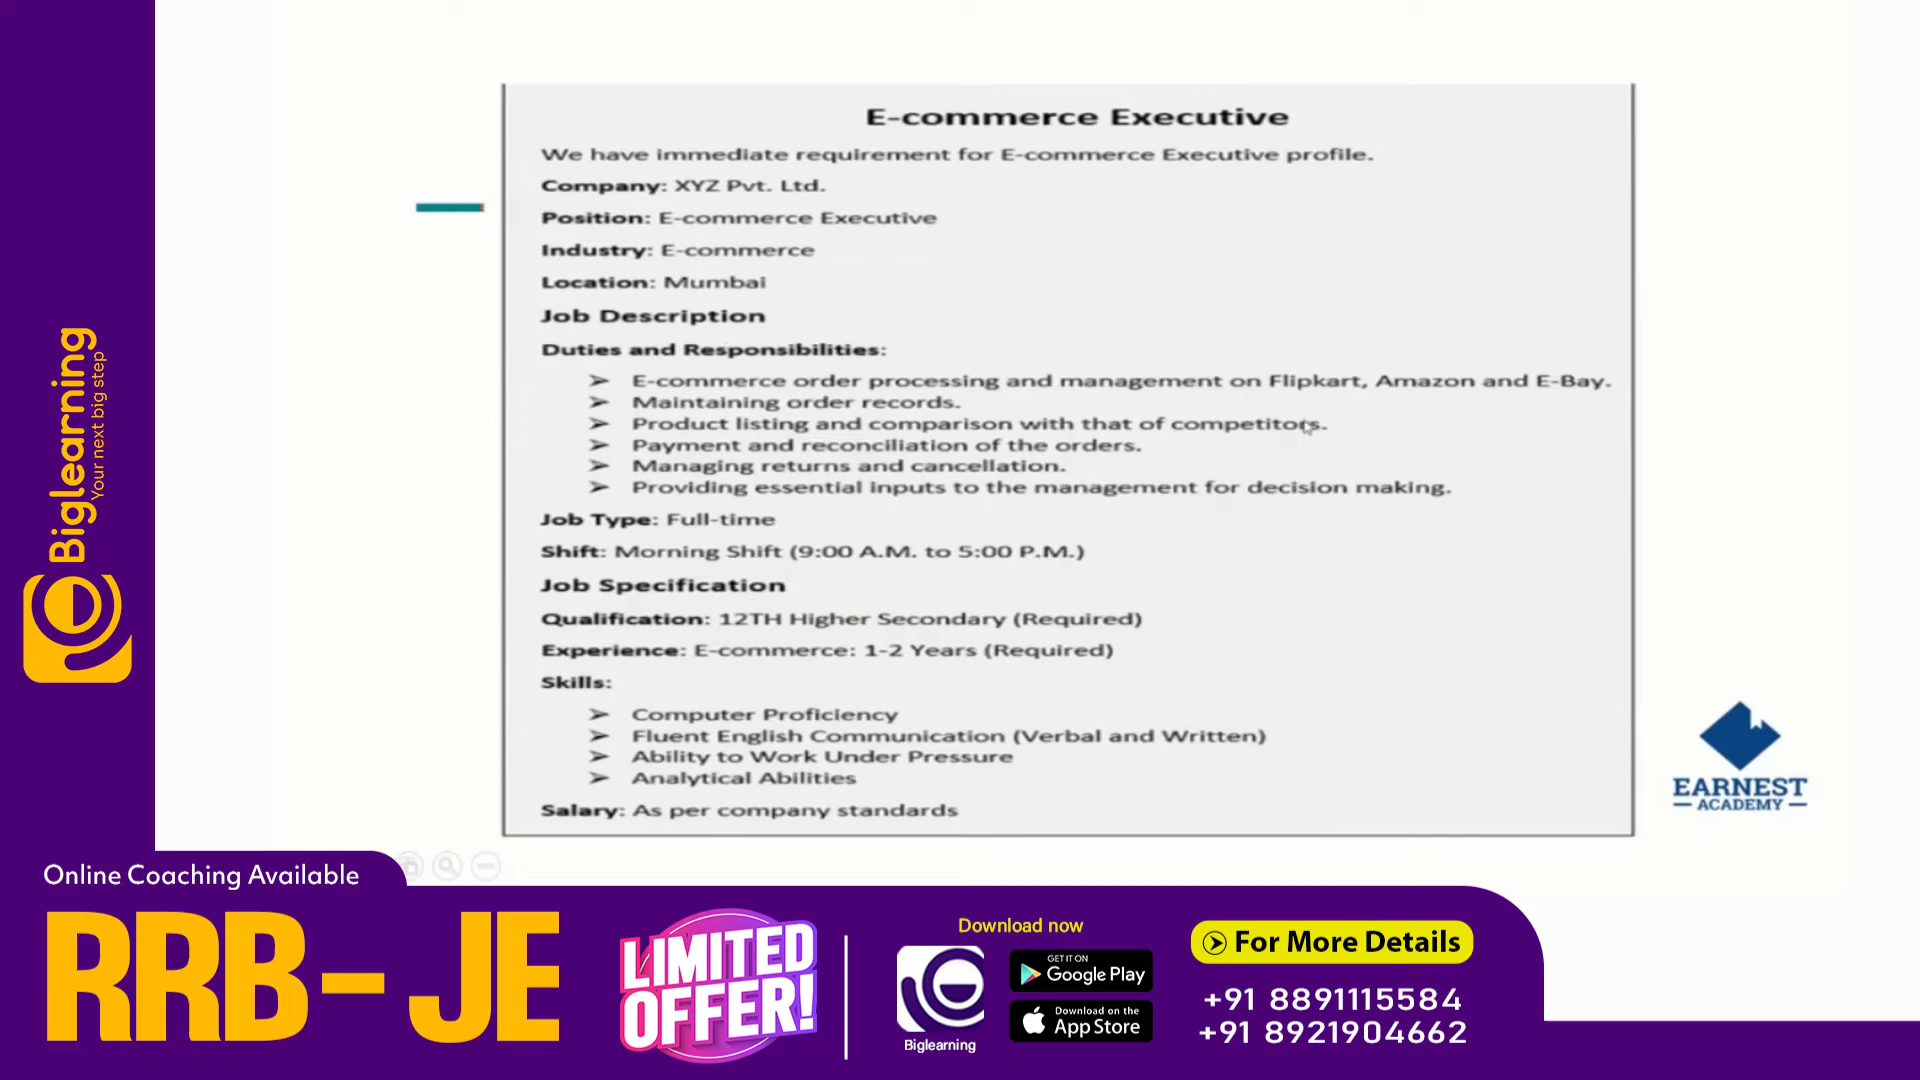 E-commerce Executive
We have immediate requirement for E-commerce Executive profile.
Company: XYZ Pvt. Ltd.
Position: E-commerce Executive
Industry: E-commerce
Location: Mumbai
Job Description
Duties and Responsibilities:
➢ E-commerce order processing and management on Flipkart, Amazon and E-Bay.
➢ Maintaining order records.
➢ Product listing and comparison with that of competitors.
➢ Payment and reconciliation of the orders.
➢ Managing returns and cancellation.
➢ Providing essential inputs to the management for decision making.
Job Type: Full-time
Shift: Morning Shift (9:00 A.M. to 5:00 P.M.)
Job Specification
Qualification: 12TH Higher Secondary (Required)
Experience: E-commerce: 1-2 Years (Required)
Skills:
➢ Computer Proficiency
➢ Fluent English Communication (Verbal and Written)
➢ Ability to Work Under Pressure
➢ Analytical Abilities
Salary: As per company standards
EARNEST
ACADEMY
Biglearning
Your next big step
Online Coaching Available
RRB-JE
LIMITED
OFFER!
Download now
Biglearning
GET IT ON
Google Play
Download on the
App Store
For More Details
+91 8891115584
+91 8921904662